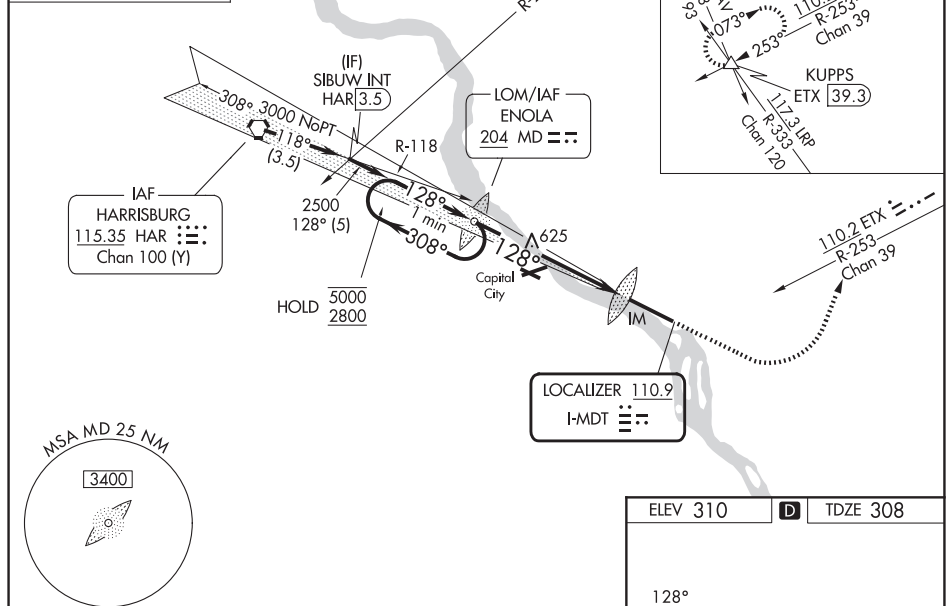 R-
(IF)
SIBUW INT
HAR 3.5
308° 3000 NoPT
118°
(3.5)
R-118
LOM/IAF
ENOLA
204 MD
IAF
HARRISBURG
115.35 HAR
Chan 100 (Y)
2500
128° (5)
128°
1 min
308°
128°
625
Capital
City
HOLD 5000
2800
IM
LOCALIZER 110.9
I-MDT
073°
253°
110.
R-253
Chan 39
KUPPS
ETX 39.3
117.3 LRP
R-333
Chan 120
110.2 ETX
R-253
Chan 39
MSA MD 25 NM
3400
ELEV 310 D TDZE 308
128°